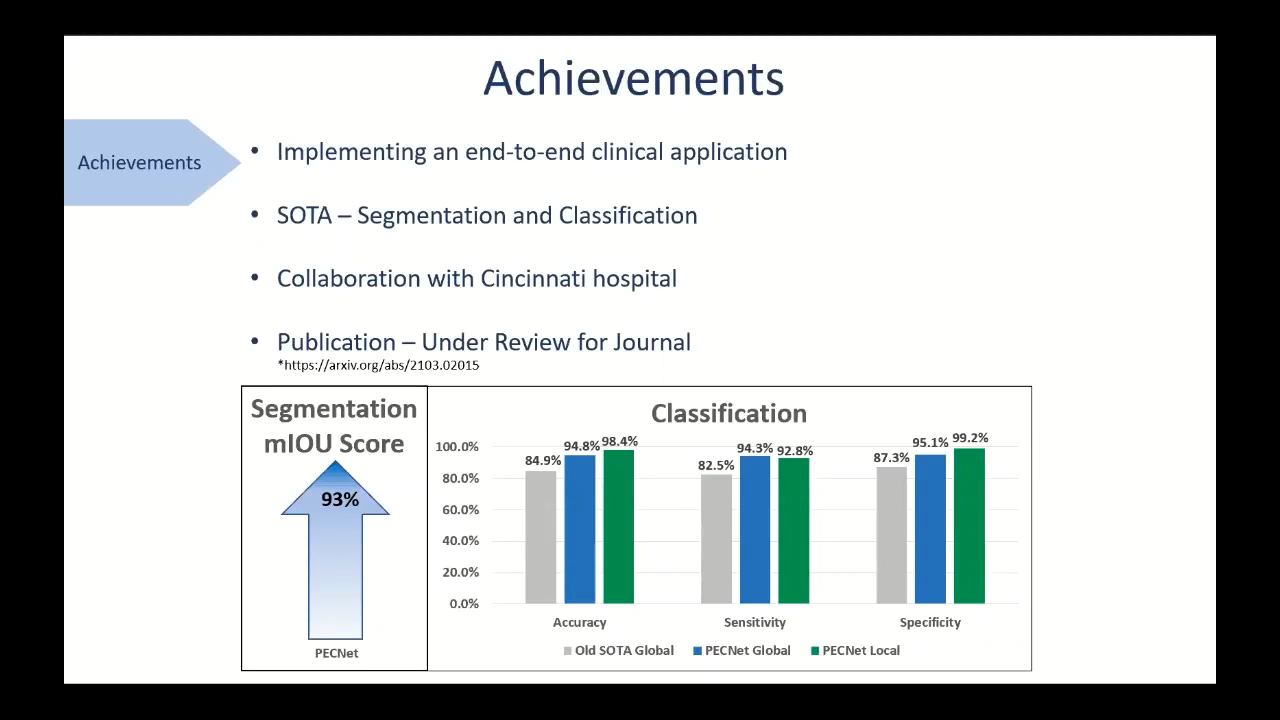 Achievements
Achievements
• Implementing an end-to-end clinical application
• SOTA – Segmentation and Classification
• Collaboration with Cincinnati hospital
• Publication – Under Review for Journal
*https://arxiv.org/abs/2103.02015
Segmentation
mIOU Score
93%
PECNet
Classification
100.0%
80.0%
60.0%
40.0%
20.0%
0.0%
84.9% 94.8% 98.4%
82.5% 94.3% 92.8%
87.3% 95.1% 99.2%
Accuracy Sensitivity Specificity
Old SOTA Global PECNet Global PECNet Local